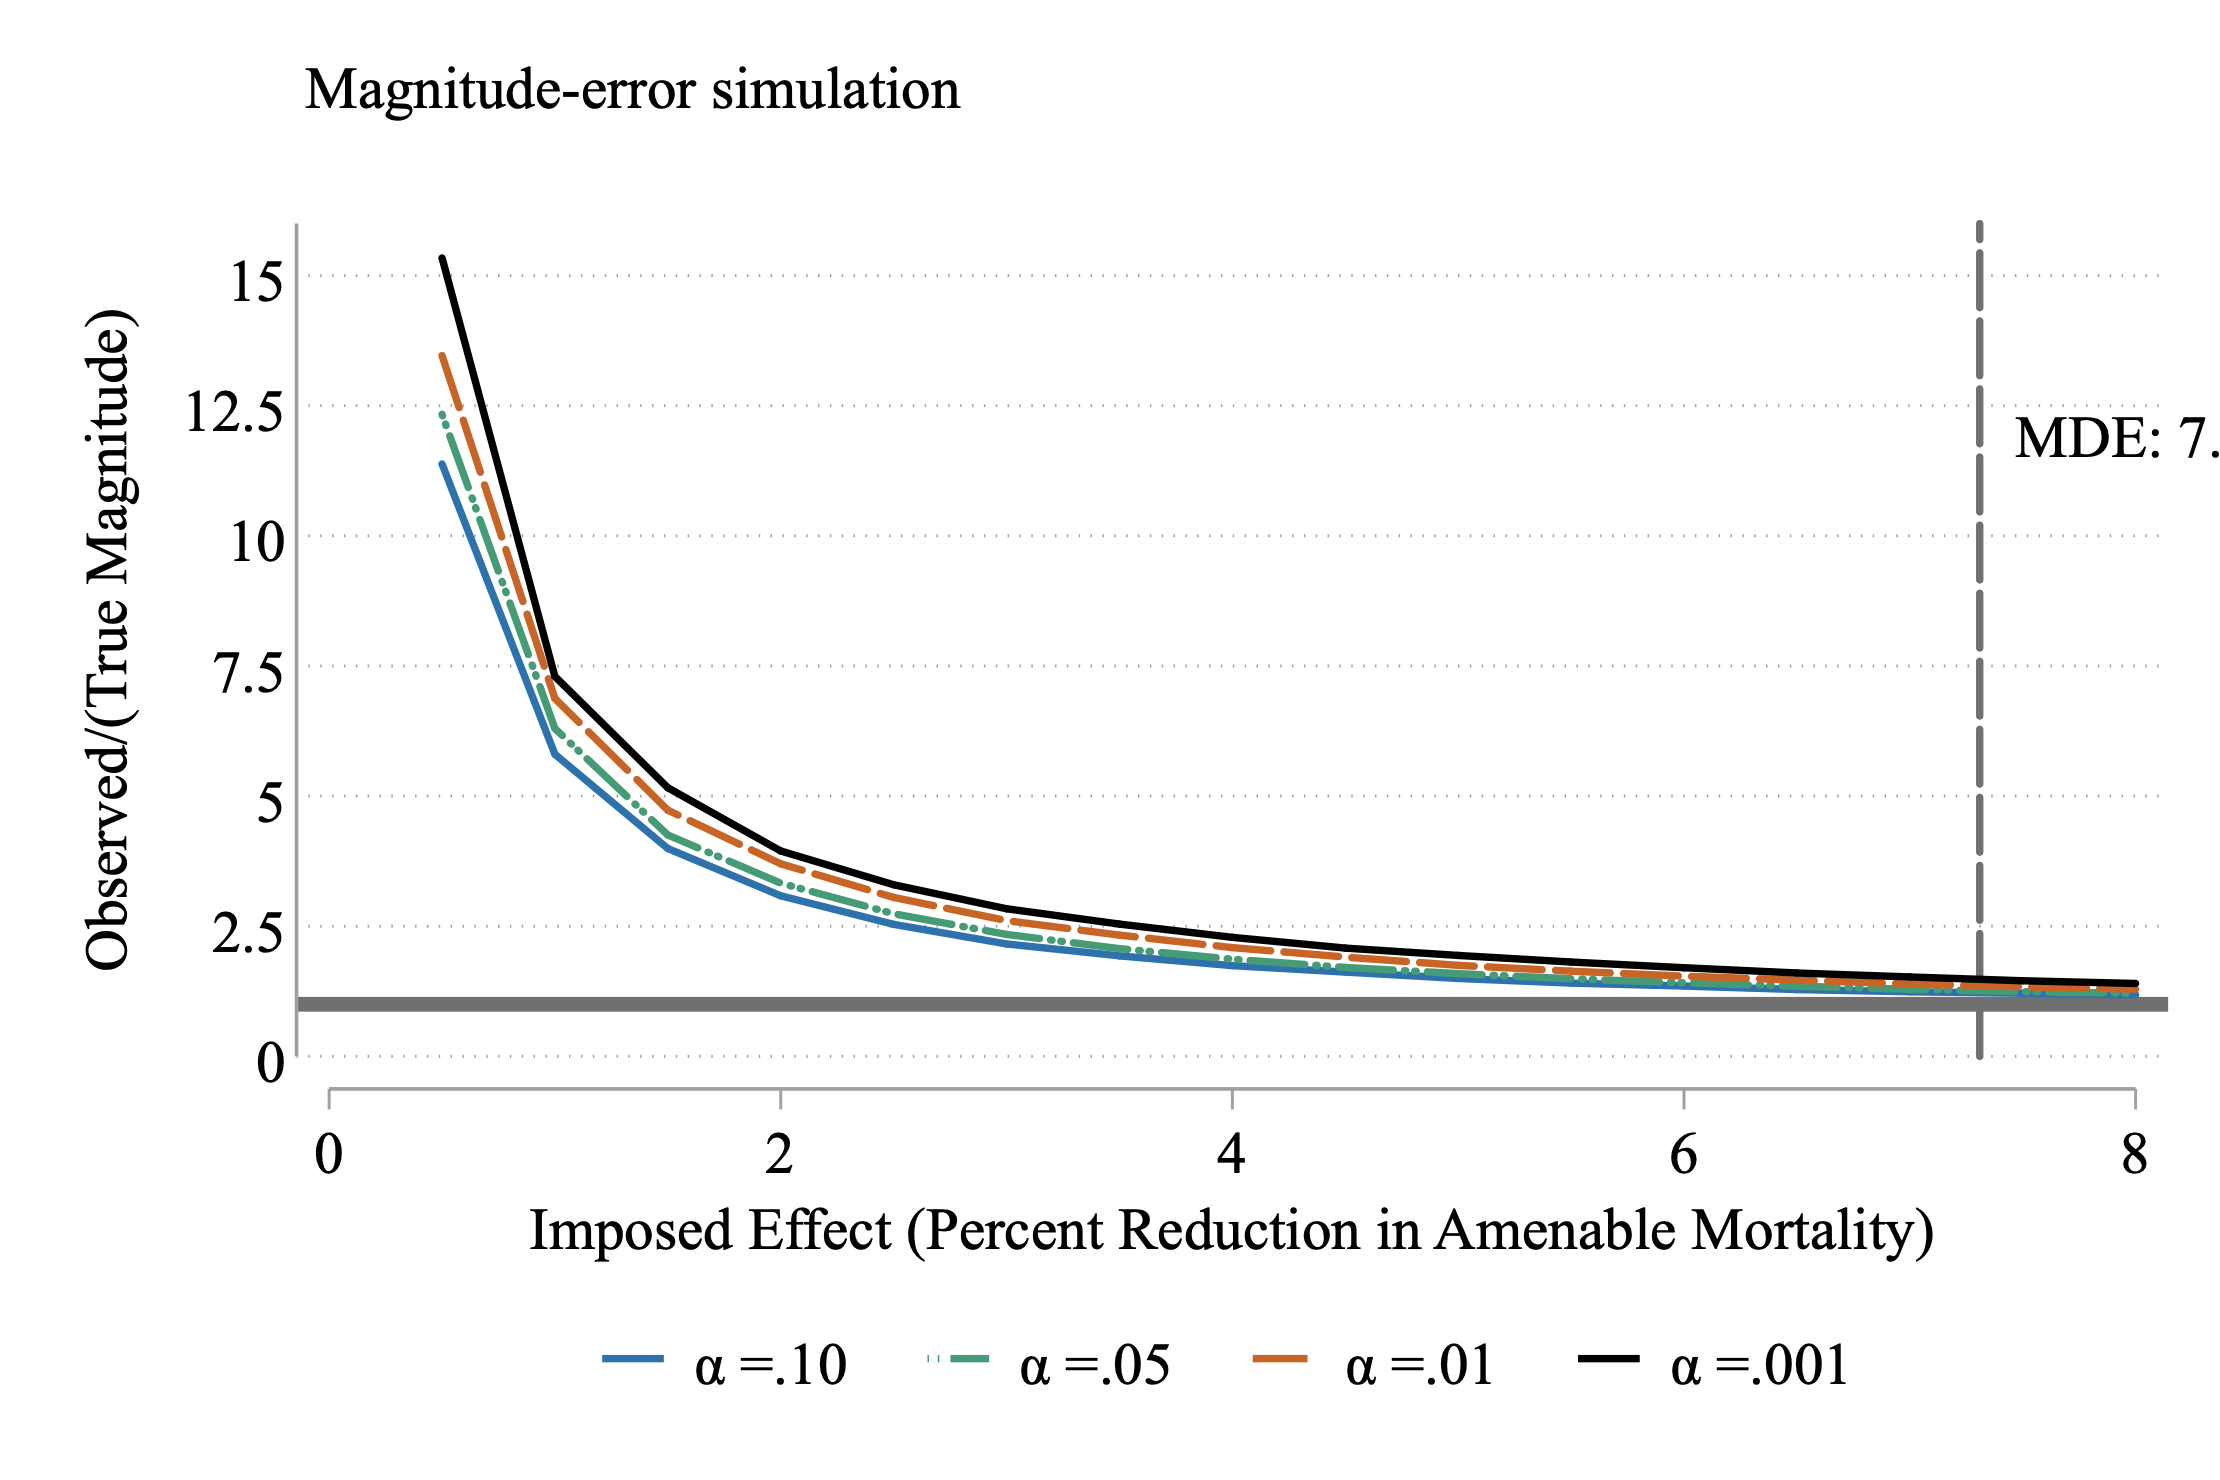 Magnitude-error simulation
Observed/(True Magnitude)
15
12.5
10
7.5
5
2.5
0
MDE: 7.
0 2 4 6 8
Imposed Effect (Percent Reduction in Amenable Mortality)
α =.10 α =.05 α =.01 α =.001